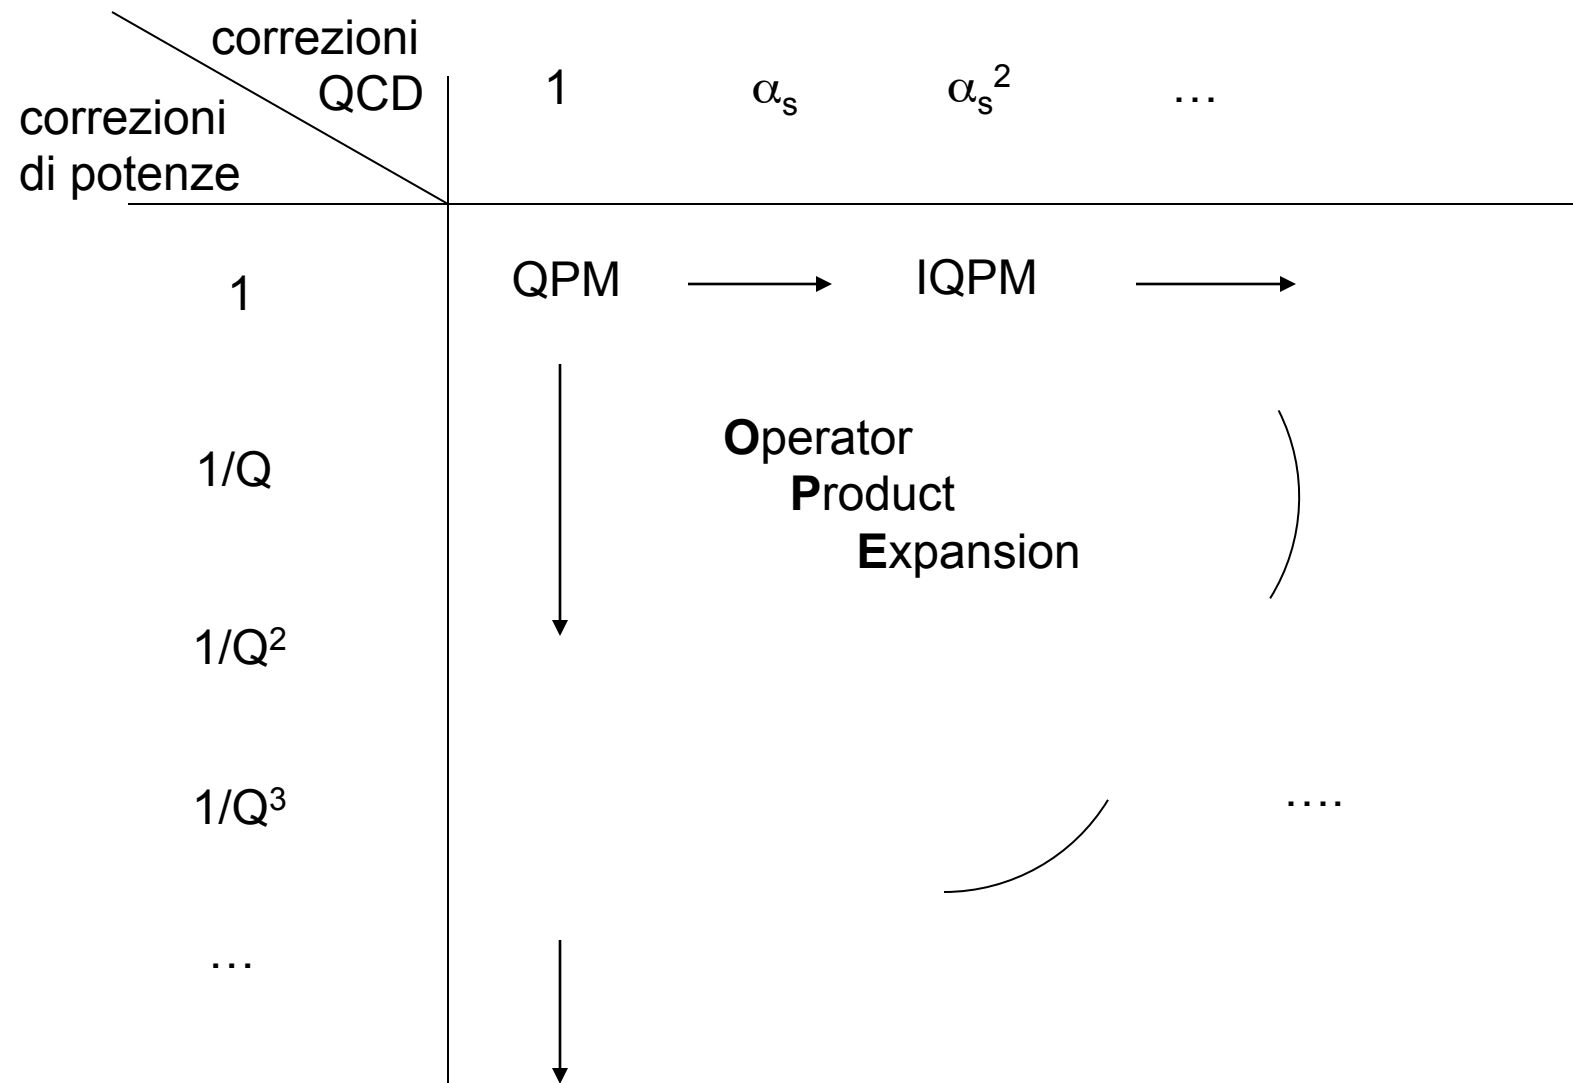 correzioni
QCD
correzioni
di potenze
1 αs αs² …
1 QPM IQPM
1/Q
Operator
Product
Expansion
1/Q²
1/Q³ ….
…